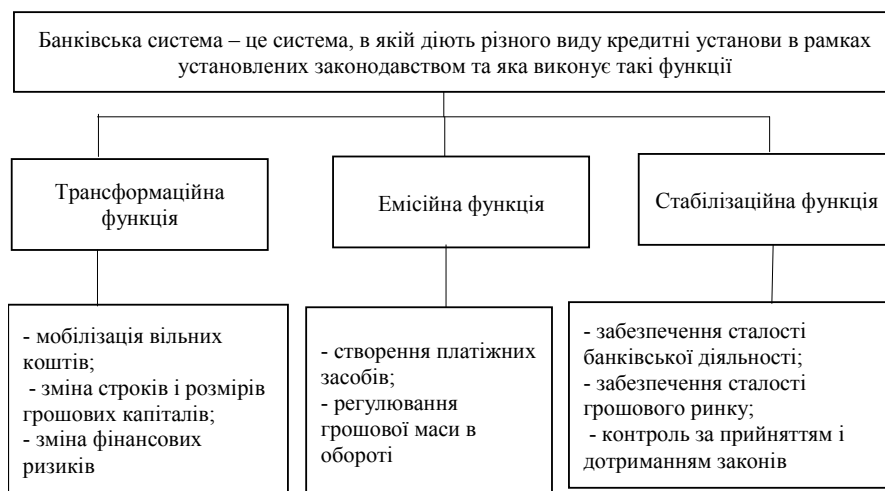 Банківська система – це система, в якій діють різного виду кредитні установи в рамках
установлених законодавством та яка виконує такі функції
Трансформаційна
функція
Емісійна функція
Стабілізаційна функція
- мобілізація вільних
коштів;
- зміна строків і розмірів
грошових капіталів;
- зміна фінансових
ризиків
- створення платіжних
засобів;
- регулювання
грошової маси в
обороті
- забезпечення сталості
банківської діяльності;
- забезпечення сталості
грошового ринку;
- контроль за прийняттям і
дотриманням законів